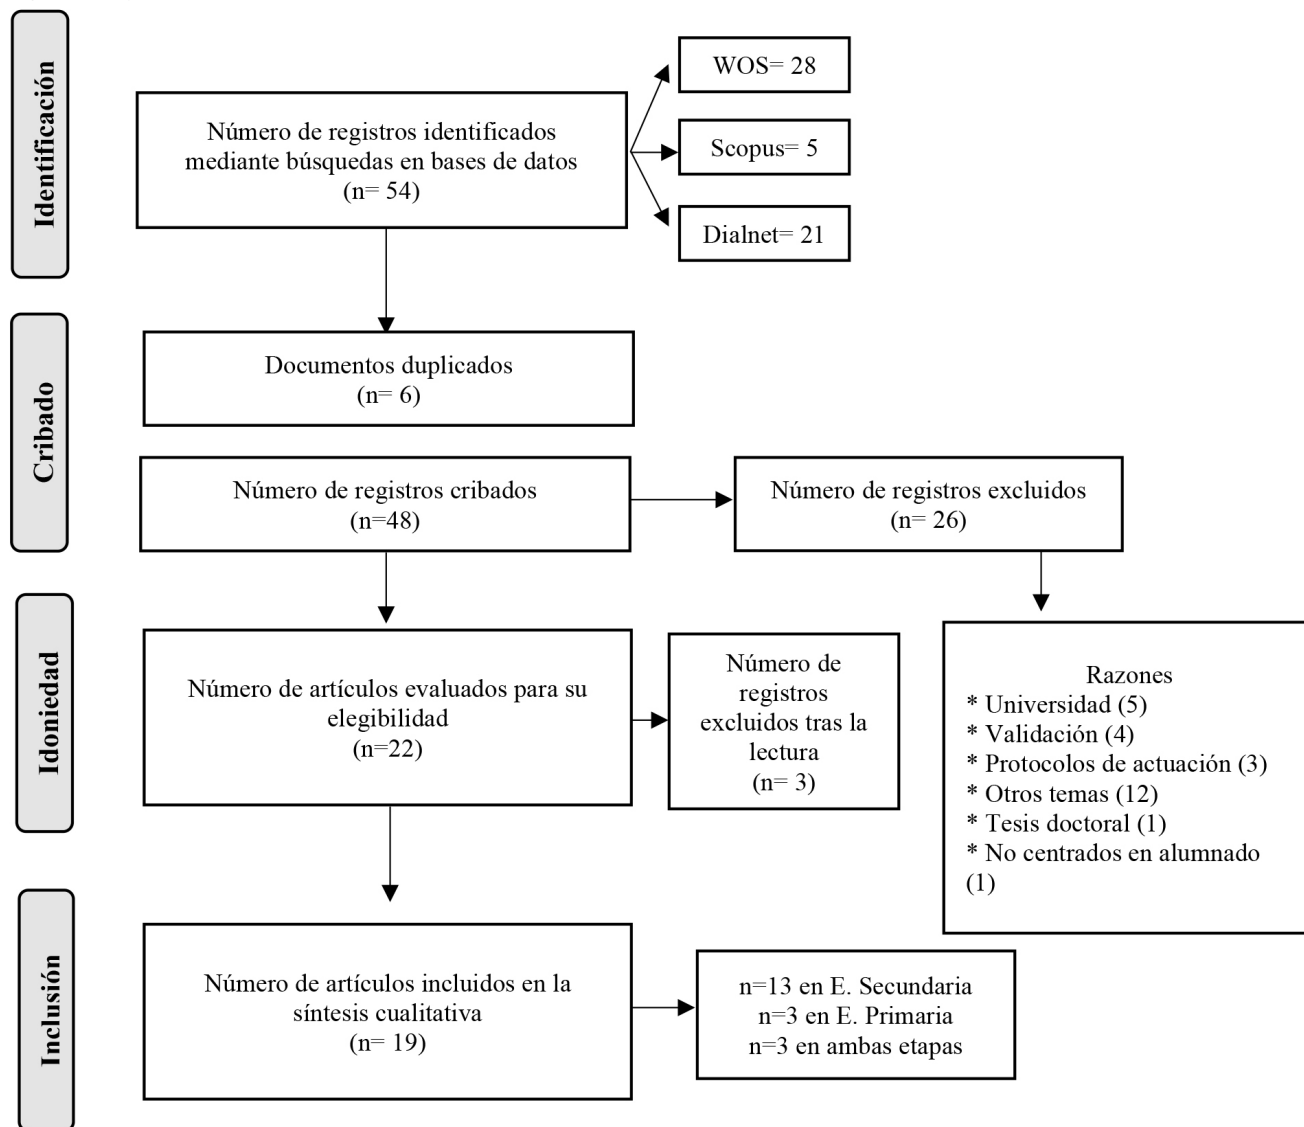 Identificación
Número de registros identificados
mediante búsquedas en bases de datos
(n= 54)
WOS= 28
Scopus= 5
Dialnet= 21
Cribado
Documentos duplicados
(n= 6)
Número de registros cribados
(n=48)
Número de registros excluidos
(n= 26)
Idoniedad
Número de artículos evaluados para su
elegibilidad
(n=22)
Número de
registros
excluidos tras la
lectura
(n= 3)
Razones
* Universidad (5)
* Validación (4)
* Protocolos de actuación (3)
* Otros temas (12)
* Tesis doctoral (1)
* No centrados en alumnado
(1)
Inclusión
Número de artículos incluidos en la
síntesis cualitativa
(n= 19)
n=13 en E. Secundaria
n=3 en E. Primaria
n=3 en ambas etapas